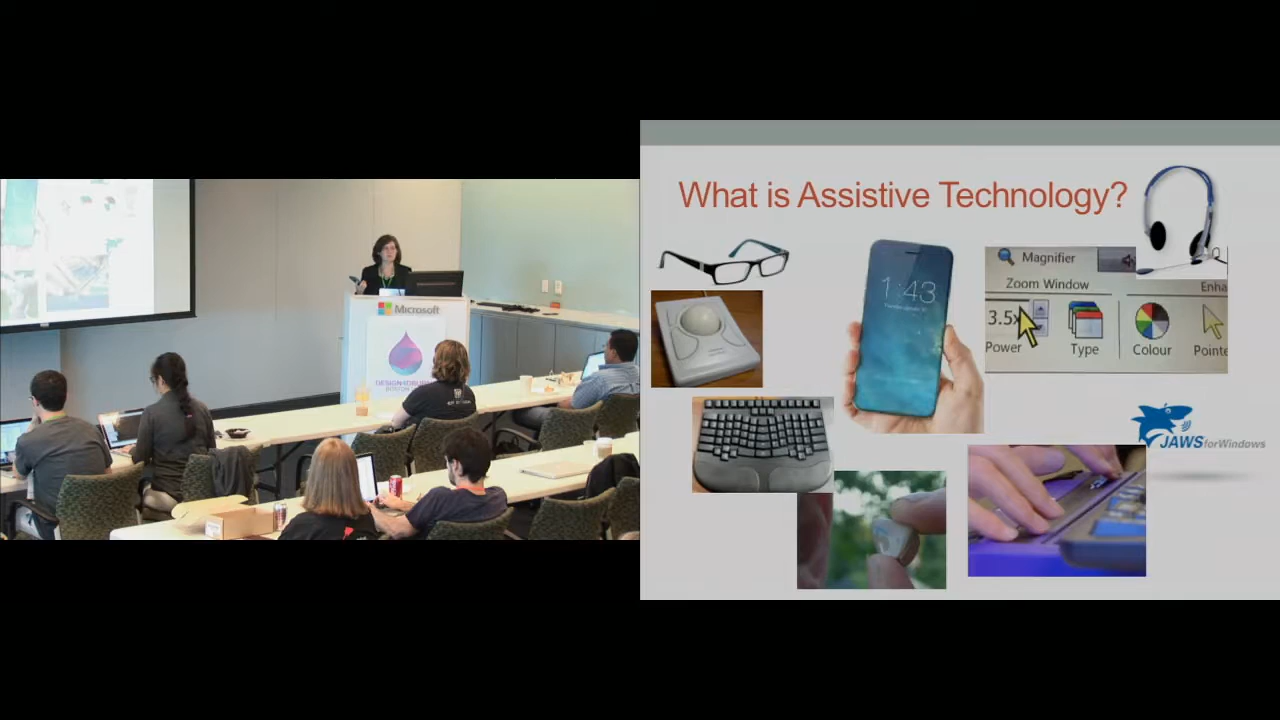 Microsoft
What is Assistive Technology?
1:43
Magnifier
Zoom Window
Enha
3.5x
Power
Type
Colour
Pointe
JAWS for Windows